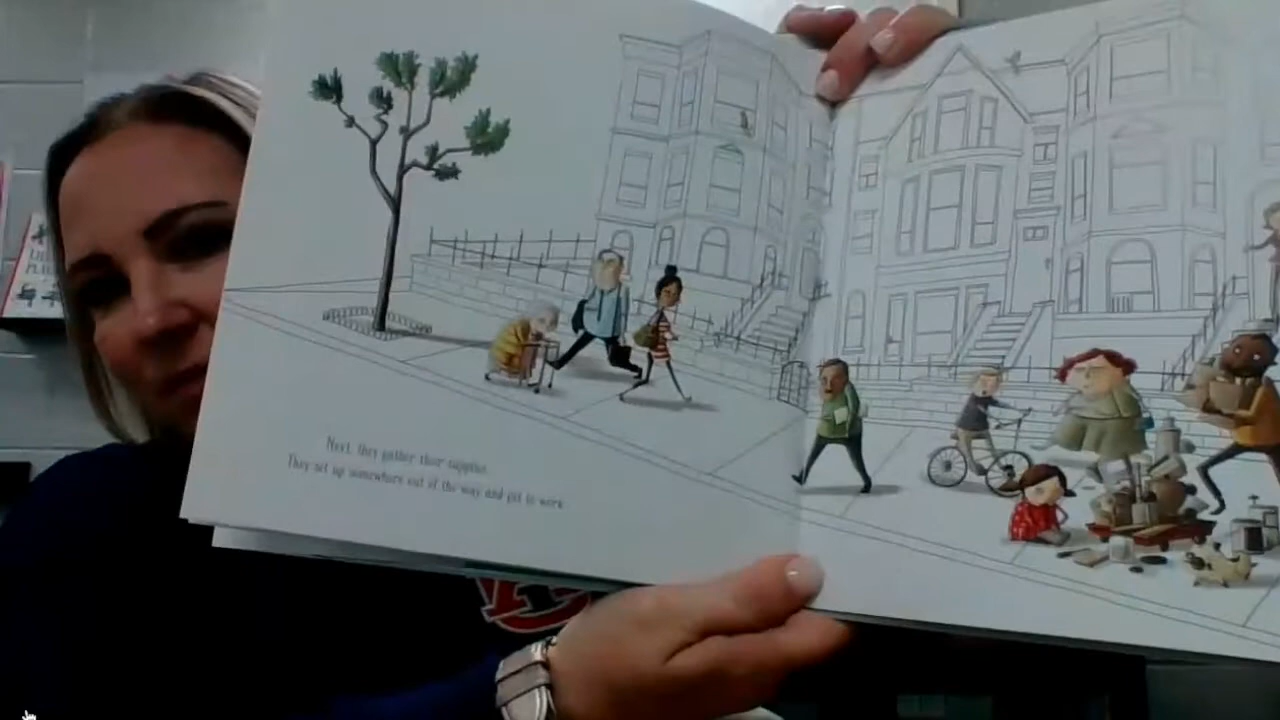 Next, they gather their supplies.
They set up somewhere out of the way and get to work.